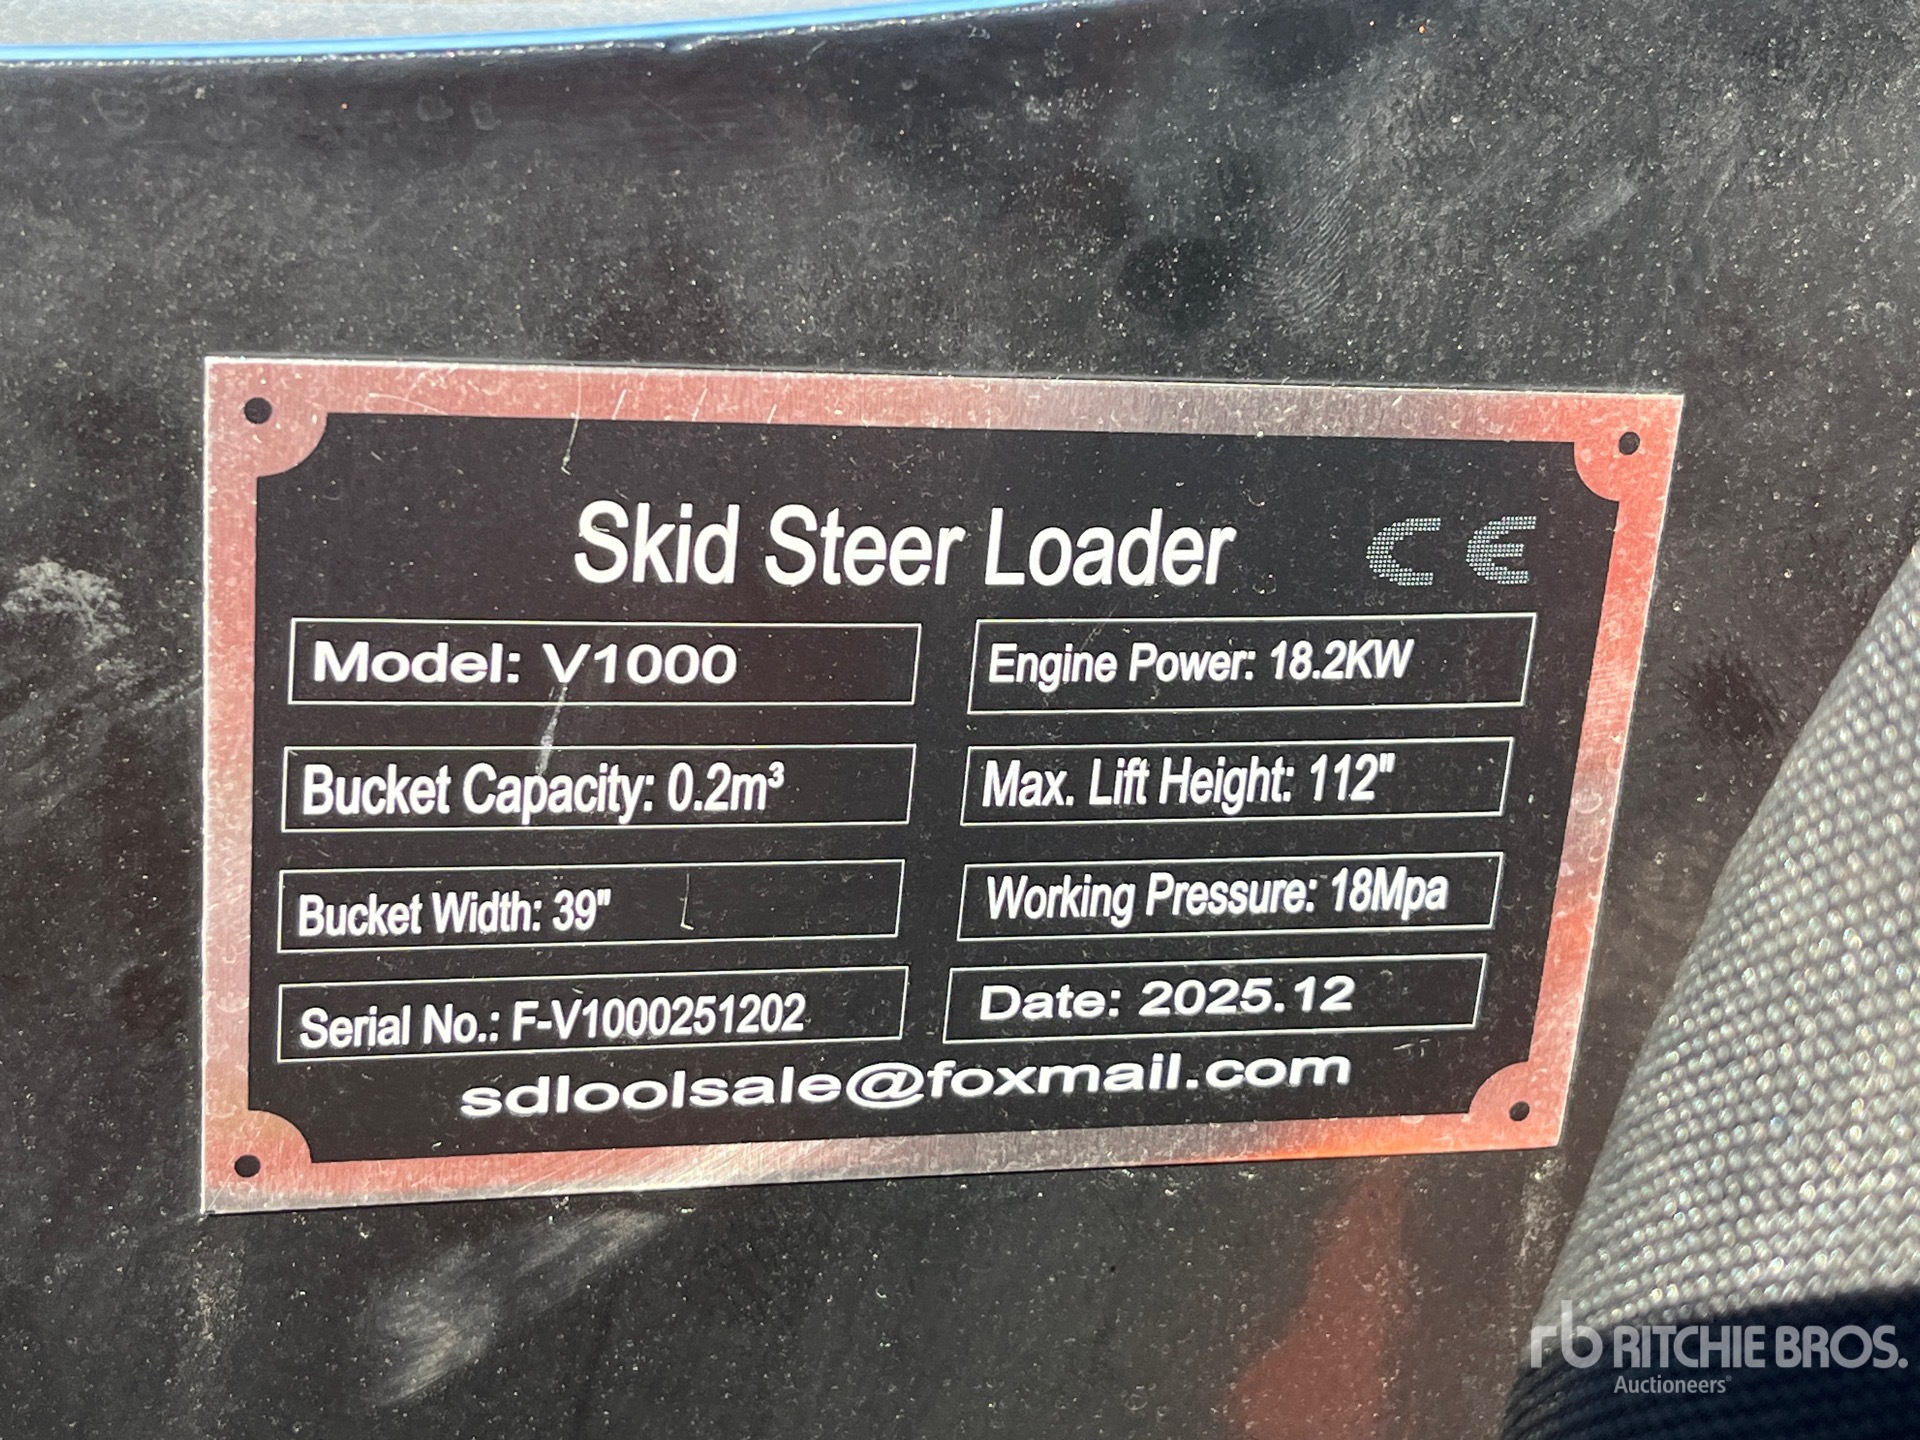 Skid Steer Loader CE
Model: V1000
Engine Power: 18.2KW
Bucket Capacity: 0.2m³
Max. Lift Height: 112"
Bucket Width: 39"
Working Pressure: 18Mpa
Serial No.: F-V1000251202
Date: 2025.12
sdloolsale@foxmail.com
rb RITCHIE BROS.
Auctioneers